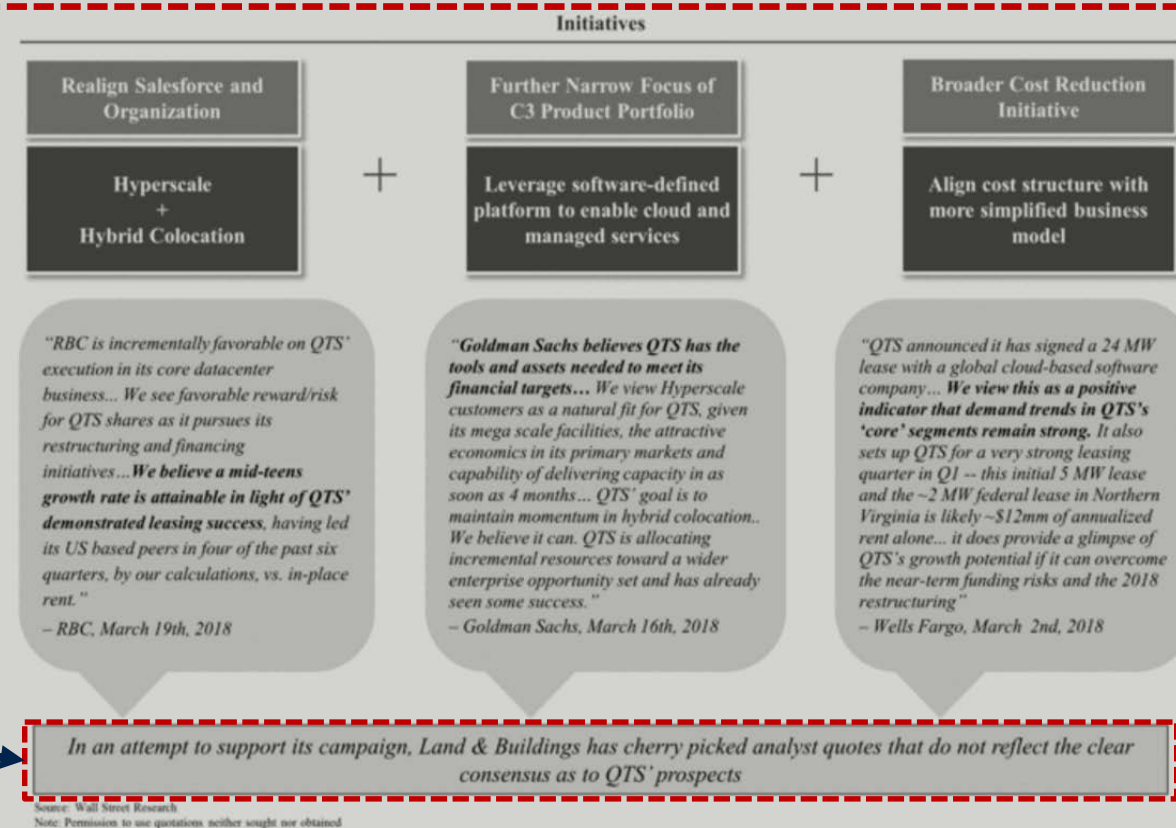 Initiatives
Realign Salesforce and
Organization
Hyperscale
+
Hybrid Colocation
+
Further Narrow Focus of
C3 Product Portfolio
Leverage software-defined
platform to enable cloud and
managed services
+
Broader Cost Reduction
Initiative
Align cost structure with
more simplified business
model
“RBC is incrementally favorable on QTS’
execution in its core datacenter
business... We see favorable reward/risk
for QTS shares as it pursues its
restructuring and financing
initiatives...We believe a mid-teens
growth rate is attainable in light of QTS’
demonstrated leasing success, having led
its US based peers in four of the past six
quarters, by our calculations, vs. in-place
rent.”
– RBC, March 19th, 2018
“Goldman Sachs believes QTS has the
tools and assets needed to meet its
financial targets... We view Hyperscale
customers as a natural fit for QTS, given
its mega scale facilities, the attractive
economics in its primary markets and
capability of delivering capacity in as
soon as 4 months... QTS’ goal is to
maintain momentum in hybrid colocation..
We believe it can. QTS is allocating
incremental resources toward a wider
enterprise opportunity set and has already
seen some success.”
– Goldman Sachs, March 16th, 2018
“QTS announced it has signed a 24 MW
lease with a global cloud-based software
company... We view this as a positive
indicator that demand trends in QTS’s
‘core’ segments remain strong. It also
sets up QTS for a very strong leasing
quarter in Q1 -- this initial 5 MW lease
and the ~2 MW federal lease in Northern
Virginia is likely ~$12mm of annualized
rent alone... it does provide a glimpse of
QTS’s growth potential if it can overcome
the near-term funding risks and the 2018
restructuring”
– Wells Fargo, March 2nd, 2018
In an attempt to support its campaign, Land & Buildings has cherry picked analyst quotes that do not reflect the clear
consensus as to QTS’ prospects
Source: Wall Street Research
Note: Permission to use quotations neither sought nor obtained